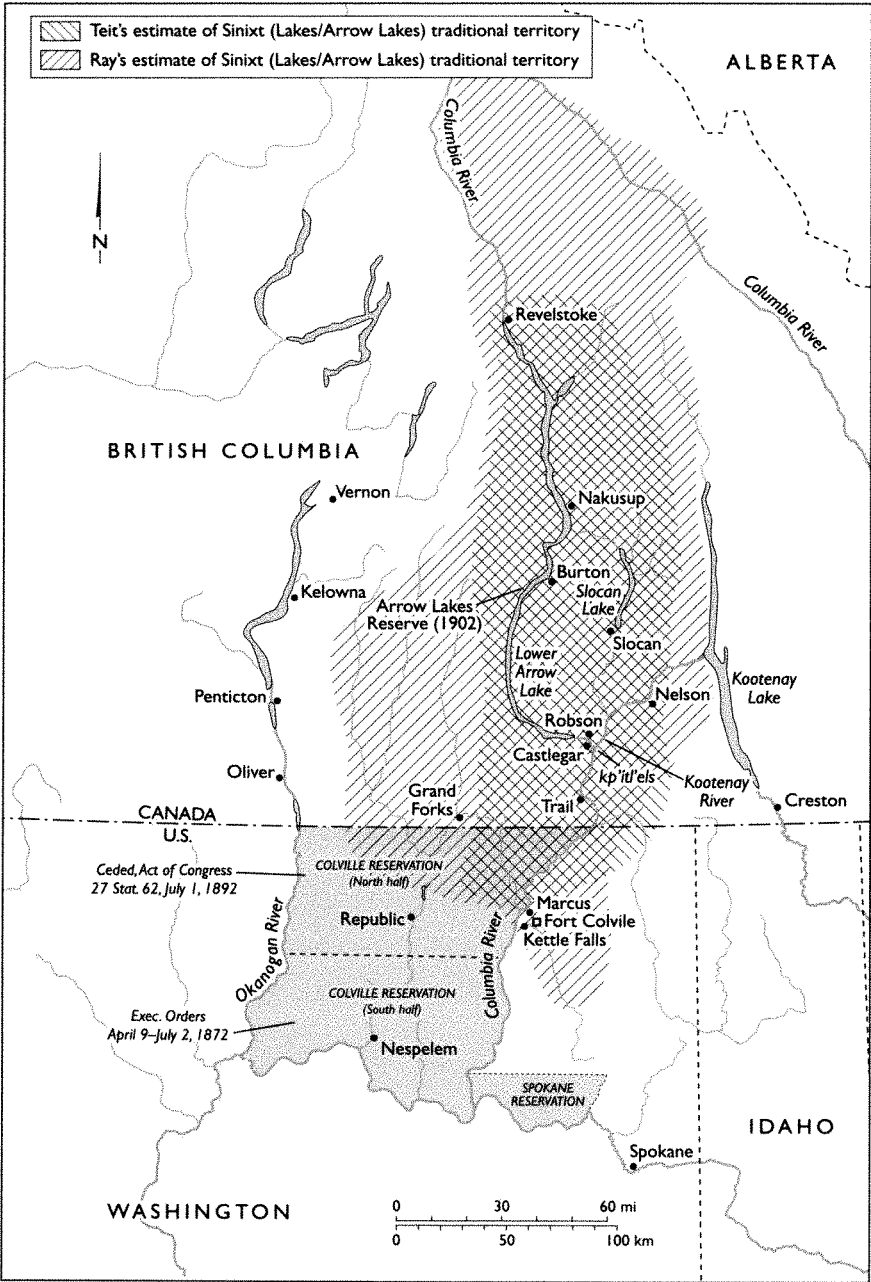 Teit's estimate of Sinixt (Lakes/Arrow Lakes) traditional territory
Ray's estimate of Sinixt (Lakes/Arrow Lakes) traditional territory
ALBERTA
Columbia River
N
Columbia River
Revelstoke
BRITISH COLUMBIA
Vernon
Nakusup
Kelowna
Burton
Slocan
Lake
Arrow Lakes
Reserve (1902)
Slocan
Lower
Arrow
Lake
Kootenay
Lake
Penticton
Nelson
Robson
Castlegar
kp'itl'els
Kootenay
River
Oliver
Grand
Forks
Trail
Creston
CANADA
U.S.
Ceded, Act of Congress
27 Stat. 62, July 1, 1892
COLVILLE RESERVATION
(North half)
Republic
Marcus
Fort Colvile
Kettle Falls
Okanogan River
Columbia River
COLVILLE RESERVATION
(South half)
Exec. Orders
April 9–July 2, 1872
Nespelem
SPOKANE
RESERVATION
IDAHO
Spokane
WASHINGTON
0 30 60 mi
0 50 100 km